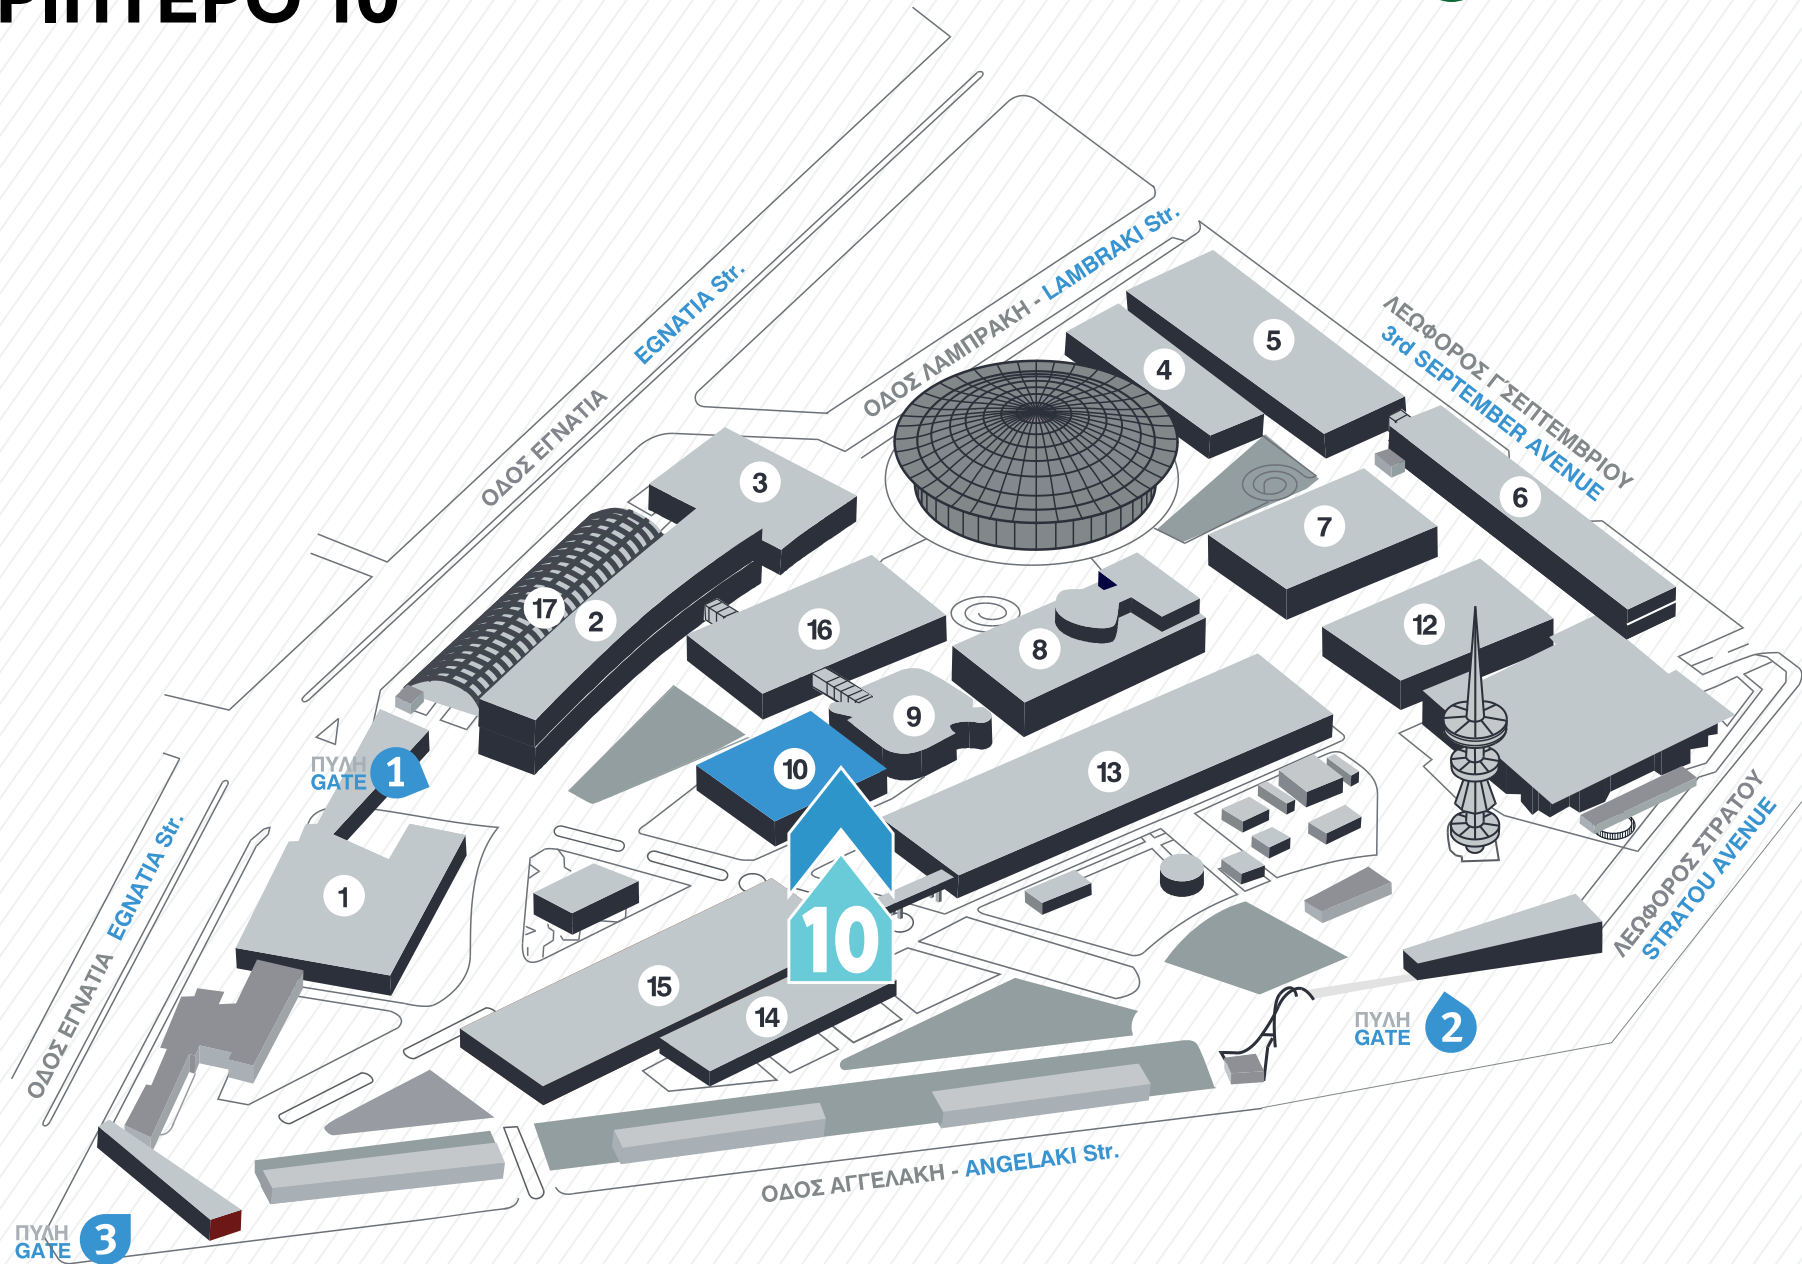 ΡΙΠΤΕΡΟ 10
ΟΔΟΣ ΕΓΝΑΤΙΑ EGNATIA Str.
ΟΔΟΣ ΛΑΜΠΡΑΚΗ - LAMBRAKI Str.
ΛΕΩΦΟΡΟΣ Γ΄ΣΕΠΤΕΜΒΡΙΟΥ
3rd SEPTEMBER AVENUE
5
4
3
6
7
17
2
16
12
8
9
10
13
ΠΥΛΗ
GATE 1
1
10
15
14
ΟΔΟΣ ΕΓΝΑΤΙΑ EGNATIA Str.
ΛΕΩΦΟΡΟΣ ΣΤΡΑΤΟΥ
STRATOU AVENUE
ΠΥΛΗ
GATE 2
ΟΔΟΣ ΑΓΓΕΛΑΚΗ - ANGELAKI Str.
ΠΥΛΗ
GATE 3